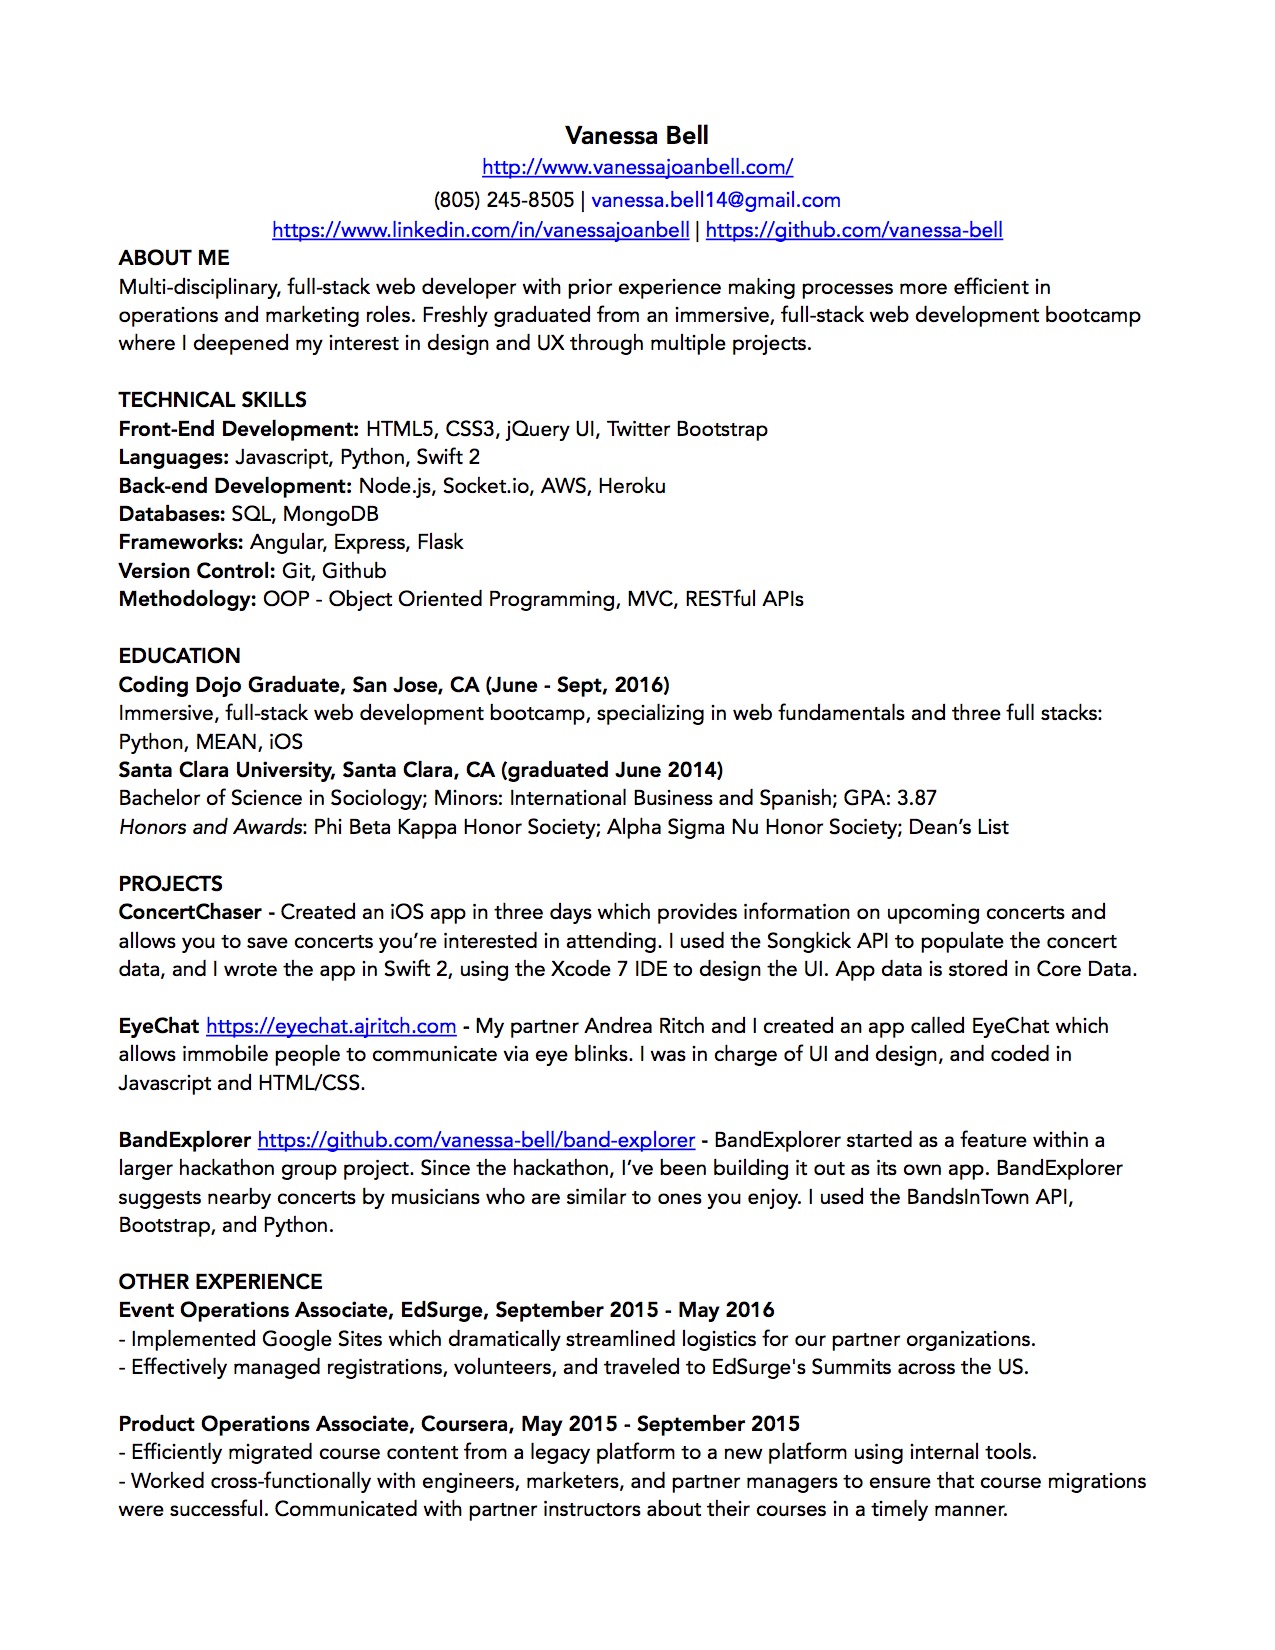 Vanessa Bell
http://www.vanessajoanbell.com/
(805) 245-8505 | vanessa.bell14@gmail.com
https://www.linkedin.com/in/vanessajoanbell | https://github.com/vanessa-bell
ABOUT ME
Multi-disciplinary, full-stack web developer with prior experience making processes more efficient in
operations and marketing roles. Freshly graduated from an immersive, full-stack web development bootcamp
where I deepened my interest in design and UX through multiple projects.
TECHNICAL SKILLS
Front-End Development: HTML5, CSS3, jQuery UI, Twitter Bootstrap
Languages: Javascript, Python, Swift 2
Back-end Development: Node.js, Socket.io, AWS, Heroku
Databases: SQL, MongoDB
Frameworks: Angular, Express, Flask
Version Control: Git, Github
Methodology: OOP - Object Oriented Programming, MVC, RESTful APIs
EDUCATION
Coding Dojo Graduate, San Jose, CA (June - Sept, 2016)
Immersive, full-stack web development bootcamp, specializing in web fundamentals and three full stacks:
Python, MEAN, iOS
Santa Clara University, Santa Clara, CA (graduated June 2014)
Bachelor of Science in Sociology; Minors: International Business and Spanish; GPA: 3.87
Honors and Awards: Phi Beta Kappa Honor Society; Alpha Sigma Nu Honor Society; Dean’s List
PROJECTS
ConcertChaser - Created an iOS app in three days which provides information on upcoming concerts and
allows you to save concerts you’re interested in attending. I used the Songkick API to populate the concert
data, and I wrote the app in Swift 2, using the Xcode 7 IDE to design the UI. App data is stored in Core Data.
EyeChat https://eyechat.ajritch.com - My partner Andrea Ritch and I created an app called EyeChat which
allows immobile people to communicate via eye blinks. I was in charge of UI and design, and coded in
Javascript and HTML/CSS.
BandExplorer https://github.com/vanessa-bell/band-explorer - BandExplorer started as a feature within a
larger hackathon group project. Since the hackathon, I’ve been building it out as its own app. BandExplorer
suggests nearby concerts by musicians who are similar to ones you enjoy. I used the BandsInTown API,
Bootstrap, and Python.
OTHER EXPERIENCE
Event Operations Associate, EdSurge, September 2015 - May 2016
- Implemented Google Sites which dramatically streamlined logistics for our partner organizations.
- Effectively managed registrations, volunteers, and traveled to EdSurge's Summits across the US.
Product Operations Associate, Coursera, May 2015 - September 2015
- Efficiently migrated course content from a legacy platform to a new platform using internal tools.
- Worked cross-functionally with engineers, marketers, and partner managers to ensure that course migrations
were successful. Communicated with partner instructors about their courses in a timely manner.